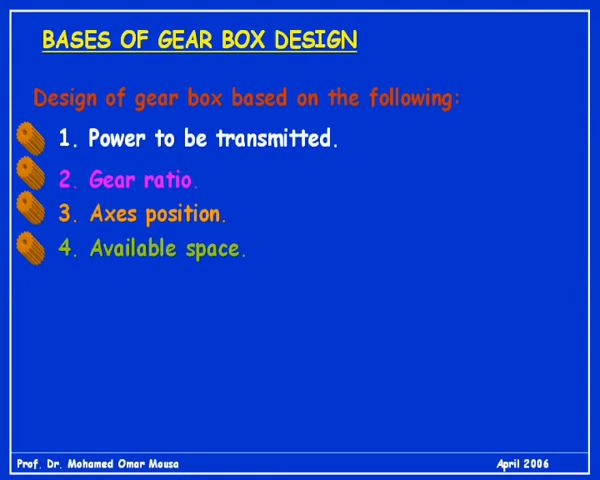 BASES OF GEAR BOX DESIGN
Design of gear box based on the following:
1. Power to be transmitted.
2. Gear ratio.
3. Axes position.
4. Available space.
Prof. Dr. Mohamed Omar Mousa April 2006